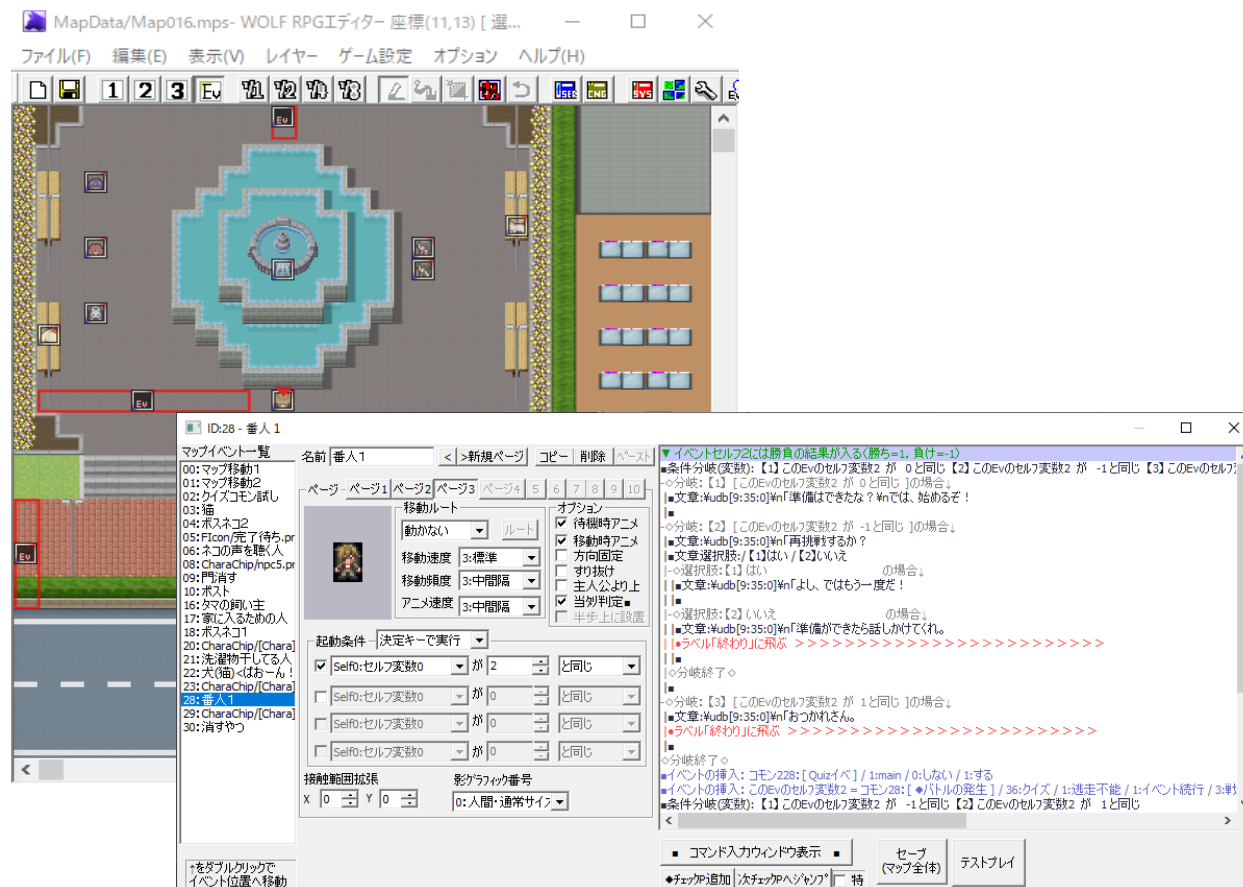 MapData/Map016.mps- WOLF RPGエディター 座標(11,13) [ 選...
ファイル(F) 編集(E) 表示(V) レイヤー ゲーム設定 オプション ヘルプ(H)
1 2 3 Ev
Ev
Ev
Ev
ID:28 - 番人1
マップイベント一覧
00:マップ移動1
01:マップ移動2
02:クイズコモン試し
03:猫
04:ボスネコ2
05:FIcon/完了待ち.pr
06:ネコの声を聴く人
08:CharaChip/npc5.pr
09:門消す
10:ポスト
16:タマの飼い主
17:家に入るための人
18:ボスネコ1
20:CharaChip/[Chara]
21:洗濯物干してる人
22:犬(猫)<ばおーん!
23:CharaChip/[Chara]
28:番人1
29:CharaChip/[Chara]
30:消すやつ
↑をダブルクリックで
イベント位置へ移動
名前 番人1 < >新規ページ コピー 削除 ペースト
ページ ページ1 ページ2 ページ3 ページ4 5 6 7 8 9 10
移動ルート
動かない ルート
移動速度 3:標準
移動頻度 3:中間隔
アニメ速度 3:中間隔
オプション
待機時アニメ
移動時アニメ
方向固定
すり抜け
主人公より上
当り判定■
半歩上に設置
起動条件 決定キーで実行
Self0:セルフ変数0 が 2 と同じ
Self0:セルフ変数0 が 0 と同じ
Self0:セルフ変数0 が 0 と同じ
Self0:セルフ変数0 が 0 と同じ
接触範囲拡張 影グラフィック番号
X 0 Y 0 0:人間・通常サイズ
▼ イベントセルフ2には勝負の結果が入る(勝ち=1, 負け=-1)
■条件分岐(変数): 【1】このEvのセルフ変数2 が 0と同じ 【2】このEvのセルフ変数2 が -1と同じ 【3】このEvのセルフ
-◇分岐: 【1】 [このEvのセルフ変数2 が 0と同じ ]の場合↓
|■文章:¥udb[9:35:0]¥n「準備はできたな?¥nでは、始めるぞ!
|■
-◇分岐: 【2】 [このEvのセルフ変数2 が -1と同じ ]の場合↓
|■文章:¥udb[9:35:0]¥n「再挑戦するか?
|■文章選択肢:/【1】はい /【2】いいえ
|-◇選択肢:【1】はい の場合↓
||■文章:¥udb[9:35:0]¥n「よし、ではもう一度だ!
||■
|-◇選択肢:【2】いいえ の場合↓
||■文章:¥udb[9:35:0]¥n「準備ができたら話しかけてくれ。
||●ラベル「終わり」に飛ぶ > > > > > > > > > > > > > > > > > > > > > > > >
||■
|◇分岐終了◇
|■
-◇分岐: 【3】 [このEvのセルフ変数2 が 1と同じ ]の場合↓
|■文章:¥udb[9:35:0]¥n「おつかれさん。
|●ラベル「終わり」に飛ぶ > > > > > > > > > > > > > > > > > > > > > > > >
|■
◇分岐終了◇
■イベントの挿入: コモン228:[ Quizイベ ] / 1:main / 0:しない / 1:する
■イベントの挿入: このEvのセルフ変数2 = コモン28:[ ◆バトルの発生 ] / 36:クイズ / 1:逃走不能 / 1:イベント続行 / 3:戦
■条件分岐(変数): 【1】このEvのセルフ変数2 が -1と同じ 【2】このEvのセルフ変数2 が 1と同じ
■ コマンド入力ウィンドウ表示 ■
セーブ
(マップ全体)
テストプレイ
◆チェックP追加 次チェックPへジャンプ 特